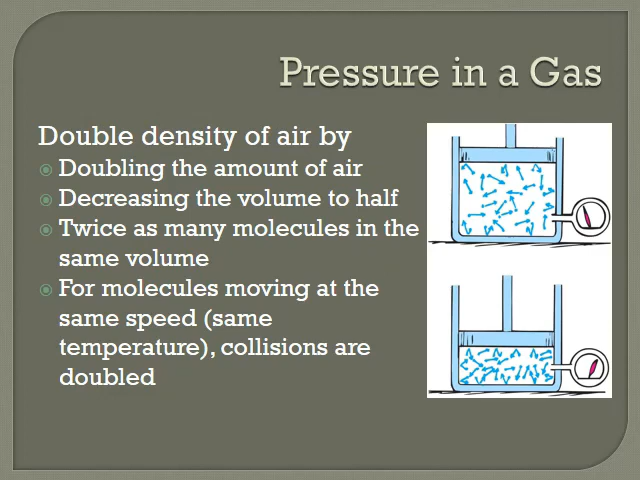 Pressure in a Gas
Double density of air by
Doubling the amount of air
Decreasing the volume to half
Twice as many molecules in the
same volume
For molecules moving at the
same speed (same
temperature), collisions are
doubled